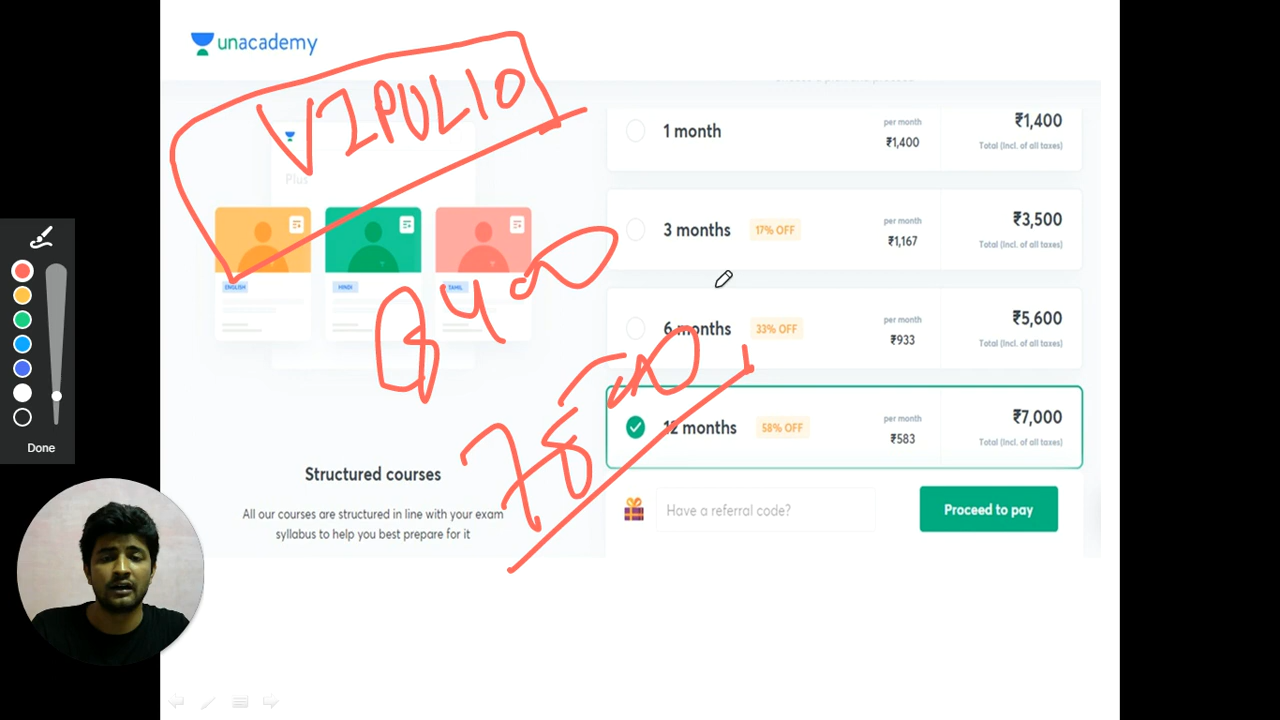 unacademy
VIPUL10
Plus
ENGLISH
HINDI
TAMIL
8400
7800
Structured courses
All our courses are structured in line with your exam
syllabus to help you best prepare for it
1 month
per month
₹1,400
₹1,400
Total (Incl. of all taxes)
3 months
17% OFF
per month
₹1,167
₹3,500
Total (Incl. of all taxes)
6 months
33% OFF
per month
₹933
₹5,600
Total (Incl. of all taxes)
12 months
58% OFF
per month
₹583
₹7,000
Total (Incl. of all taxes)
Have a referral code?
Proceed to pay
Done